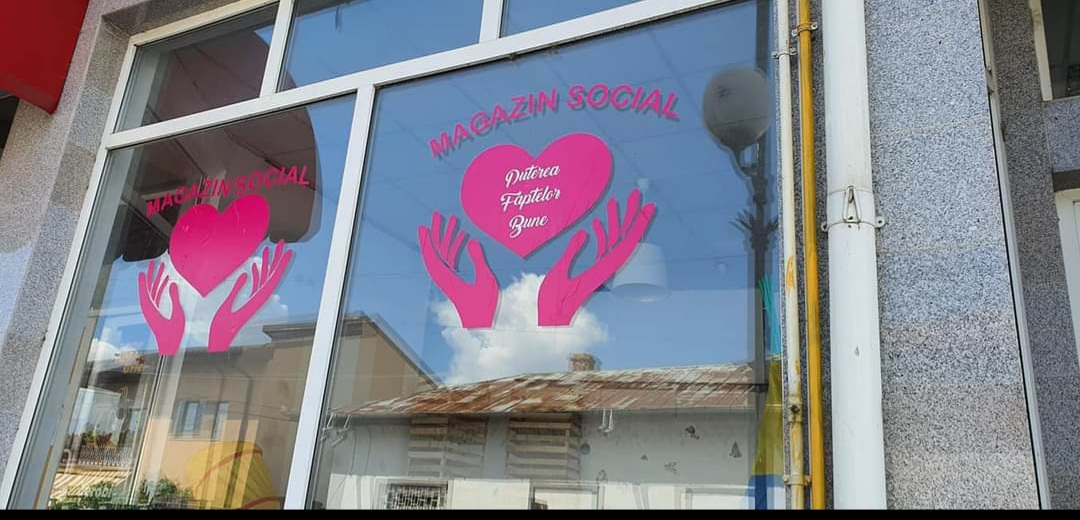 MAGAZIN SOCIAL
MAGAZIN SOCIAL
Puterea
Faptelor
Bune